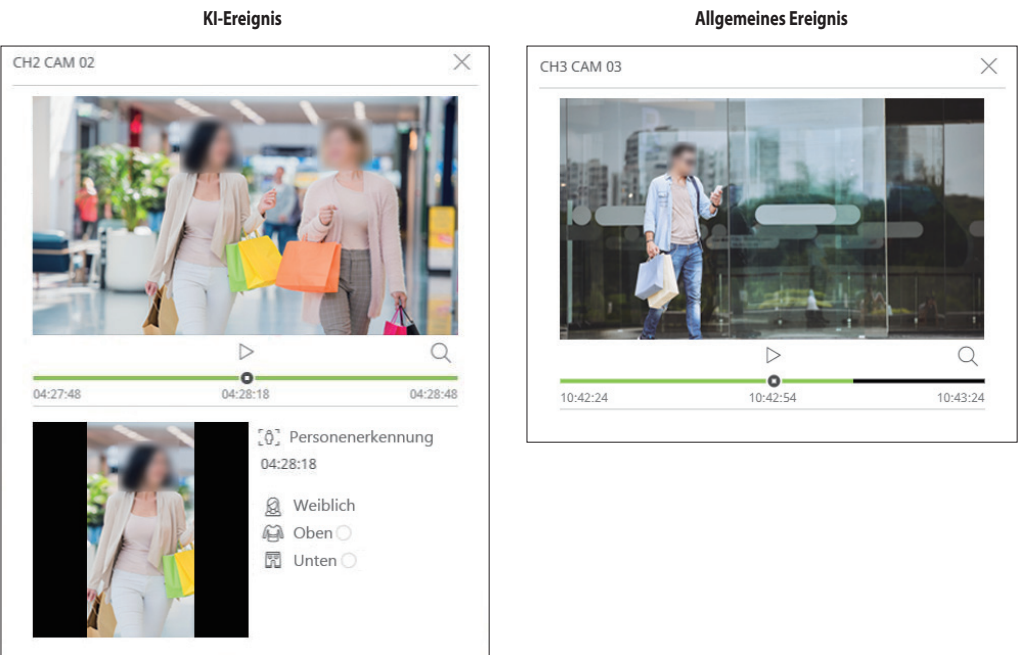 KI-Ereignis
CH2 CAM 02
04:27:48 04:28:18 04:28:48
Personenerkennung
04:28:18
Weiblich
Oben
Unten
Allgemeines Ereignis
CH3 CAM 03
10:42:24 10:42:54 10:43:24